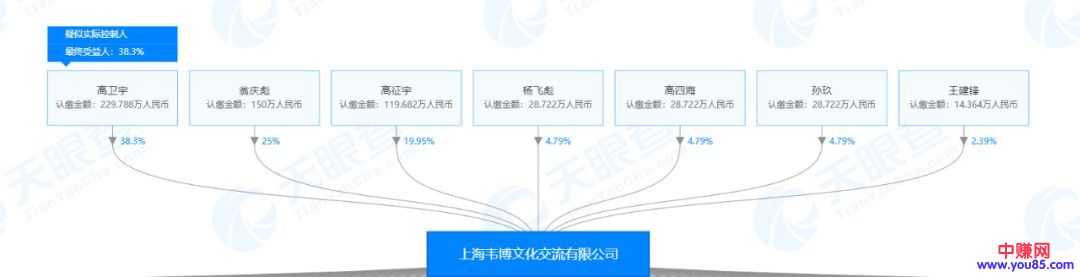 疑似实际控制人
最终受益人：38.3%
高卫宇
认缴金额：229.788万人民币
翁庆彪
认缴金额：150万人民币
高征宇
认缴金额：119.682万人民币
杨飞彪
认缴金额：28.722万人民币
高四海
认缴金额：28.722万人民币
孙玖
认缴金额：28.722万人民币
王建锋
认缴金额：14.364万人民币
38.3%
25%
19.95%
4.79%
4.79%
4.79%
2.39%
上海韦博文化交流有限公司
天眼查
TianYanCha.com
中赚网
www.you85.com